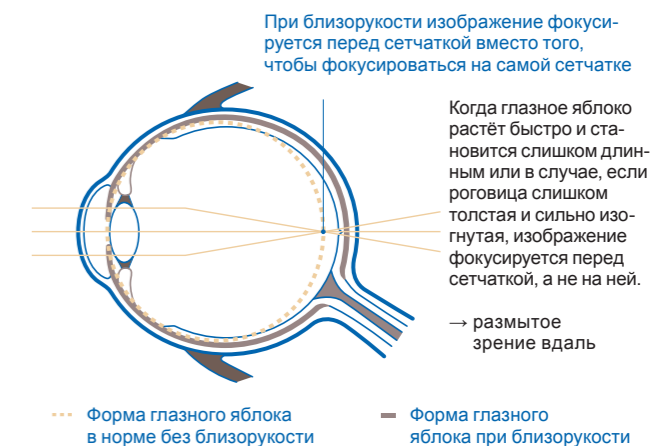 При близорукости изображение фокуси-
руется перед сетчаткой вместо того,
чтобы фокусироваться на самой сетчатке
Когда глазное яблоко
растёт быстро и ста-
новится слишком длин-
ным или в случае, если
роговица слишком
толстая и сильно изо-
гнутая, изображение
фокусируется перед
сетчаткой, а не на ней.
→ размытое
зрение вдаль
Форма глазного яблока
в норме без близорукости
Форма глазного
яблока при близорукости